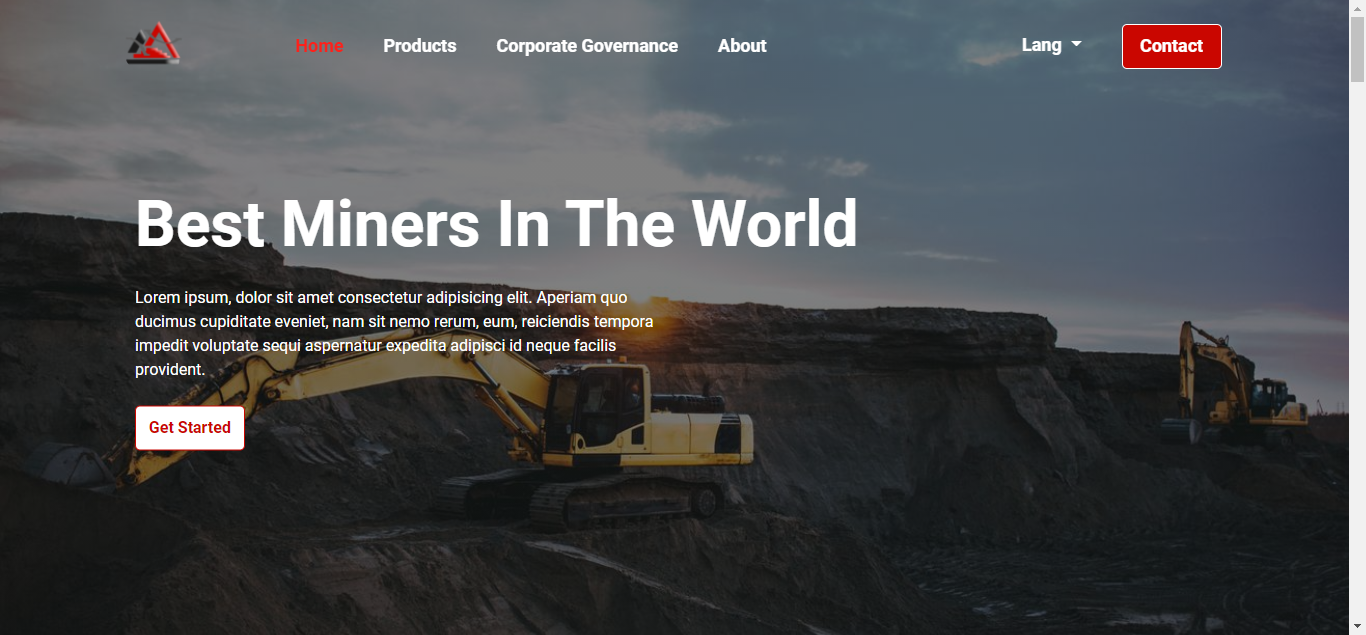 Home
Products
Corporate Governance
About
Lang
Contact
Best Miners In The World
Lorem ipsum, dolor sit amet consectetur adipisicing elit. Aperiam quo
ducimus cupiditate eveniet, nam sit nemo rerum, eum, reiciendis tempora
impedit voluptate sequi aspernatur expedita adipisci id neque facilis
provident.
Get Started